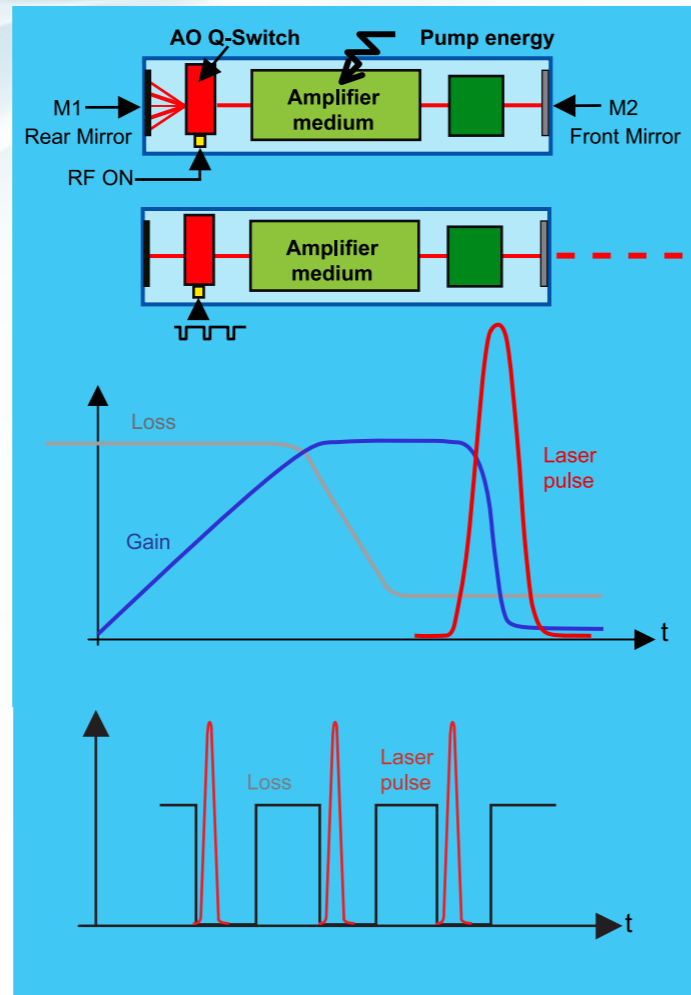 AO Q-Switch
Pump energy
Amplifier
medium
M1
Rear Mirror
M2
Front Mirror
RF ON
Amplifier
medium
Loss
Gain
Laser
pulse
t
Loss
Laser
pulse
t